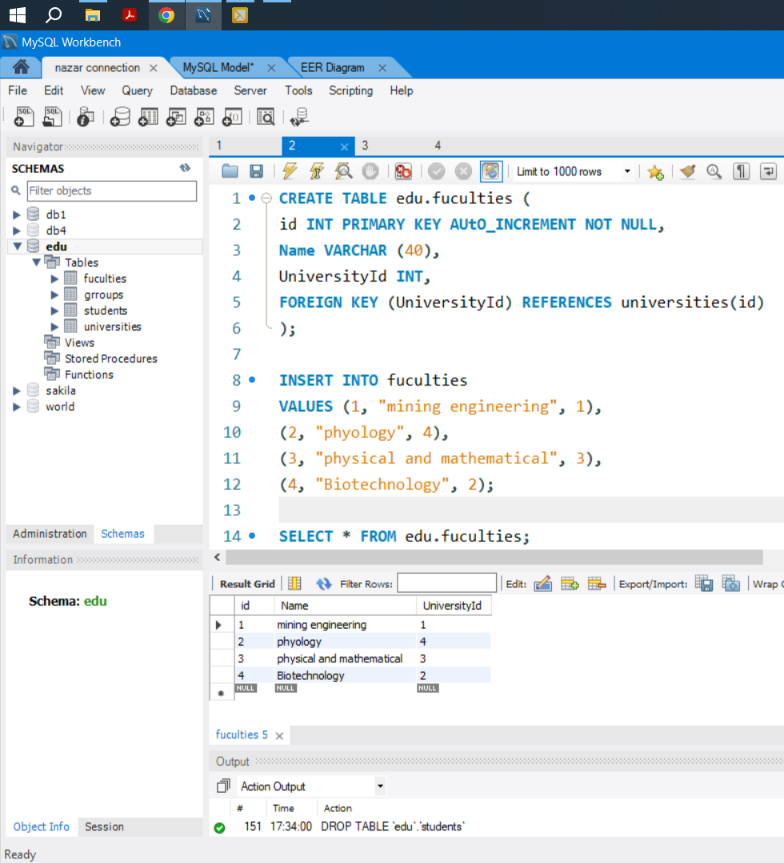 MySQL Workbench
nazar connection
MySQL Model*
EER Diagram
File Edit View Query Database Server Tools Scripting Help
Navigator
SCHEMAS
Filter objects
db1
db4
edu
Tables
fuculties
grroups
students
universities
Views
Stored Procedures
Functions
sakila
world
Administration Schemas
Information
Schema: edu
Object Info Session
Ready
1 2 3 4
Limit to 1000 rows
1 CREATE TABLE edu.fuculties (
2 id INT PRIMARY KEY AUtO_INCREMENT NOT NULL,
3 Name VARCHAR (40),
4 UniversityId INT,
5 FOREIGN KEY (UniversityId) REFERENCES universities(id)
6 );
7
8 INSERT INTO fuculties
9 VALUES (1, "mining engineering", 1),
10 (2, "phyology", 4),
11 (3, "physical and mathematical", 3),
12 (4, "Biotechnology", 2);
13
14 SELECT * FROM edu.fuculties;
Result Grid Filter Rows: Edit: Export/Import: Wrap C
id Name UniversityId
1 mining engineering 1
2 phyology 4
3 physical and mathematical 3
4 Biotechnology 2
NULL NULL NULL
fuculties 5
Output
Action Output
# Time Action
151 17:34:00 DROP TABLE `edu`.`students`